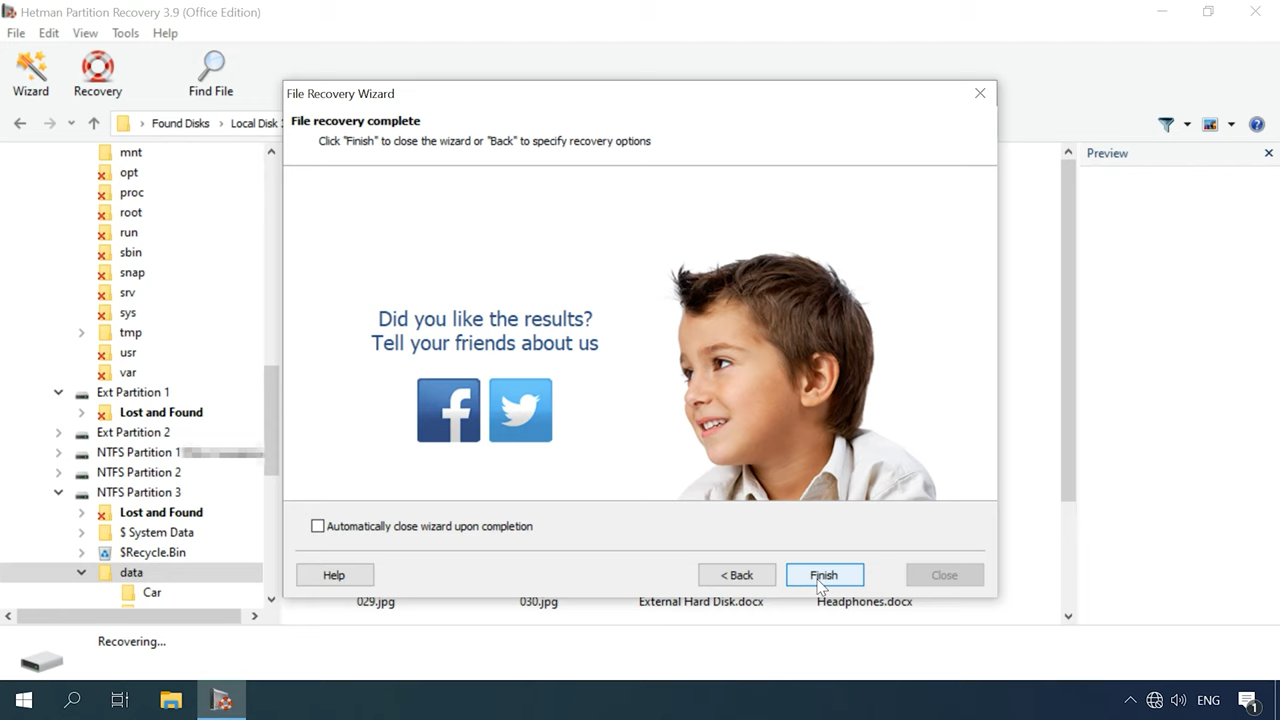 Hetman Partition Recovery 3.9 (Office Edition)
File Edit View Tools Help
Wizard Recovery Find File
Found Disks Local Disk
File Recovery Wizard
File recovery complete
Click "Finish" to close the wizard or "Back" to specify recovery options
Preview
mnt
opt
proc
root
run
sbin
snap
srv
sys
tmp
usr
var
Ext Partition 1
Lost and Found
Ext Partition 2
NTFS Partition 1
NTFS Partition 2
NTFS Partition 3
Lost and Found
$ System Data
$Recycle.Bin
data
Car
Did you like the results?
Tell your friends about us
Automatically close wizard upon completion
Help < Back Finish Close
029.jpg 030.jpg External Hard Disk.docx Headphones.docx
Recovering...
ENG
1